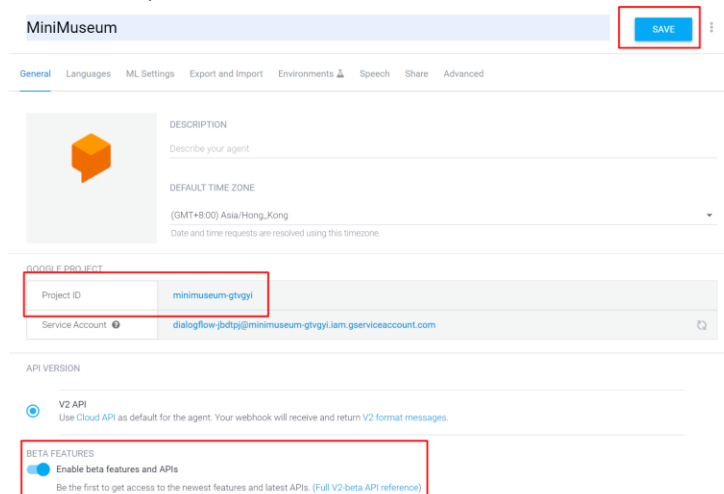 MiniMuseum
SAVE
General Languages ML Settings Export and Import Environments Speech Share Advanced
DESCRIPTION
Describe your agent
DEFAULT TIME ZONE
(GMT+8:00) Asia/Hong_Kong
Date and time requests are resolved using this timezone.
GOOGLE PROJECT
Project ID minimuseum-gtvgyi
Service Account dialogflow-jbdtpj@minimuseum-gtvgyi.iam.gserviceaccount.com
API VERSION
V2 API
Use Cloud API as default for the agent. Your webhook will receive and return V2 format messages.
BETA FEATURES
Enable beta features and APIs
Be the first to get access to the newest features and latest APIs. (Full V2-beta API reference)